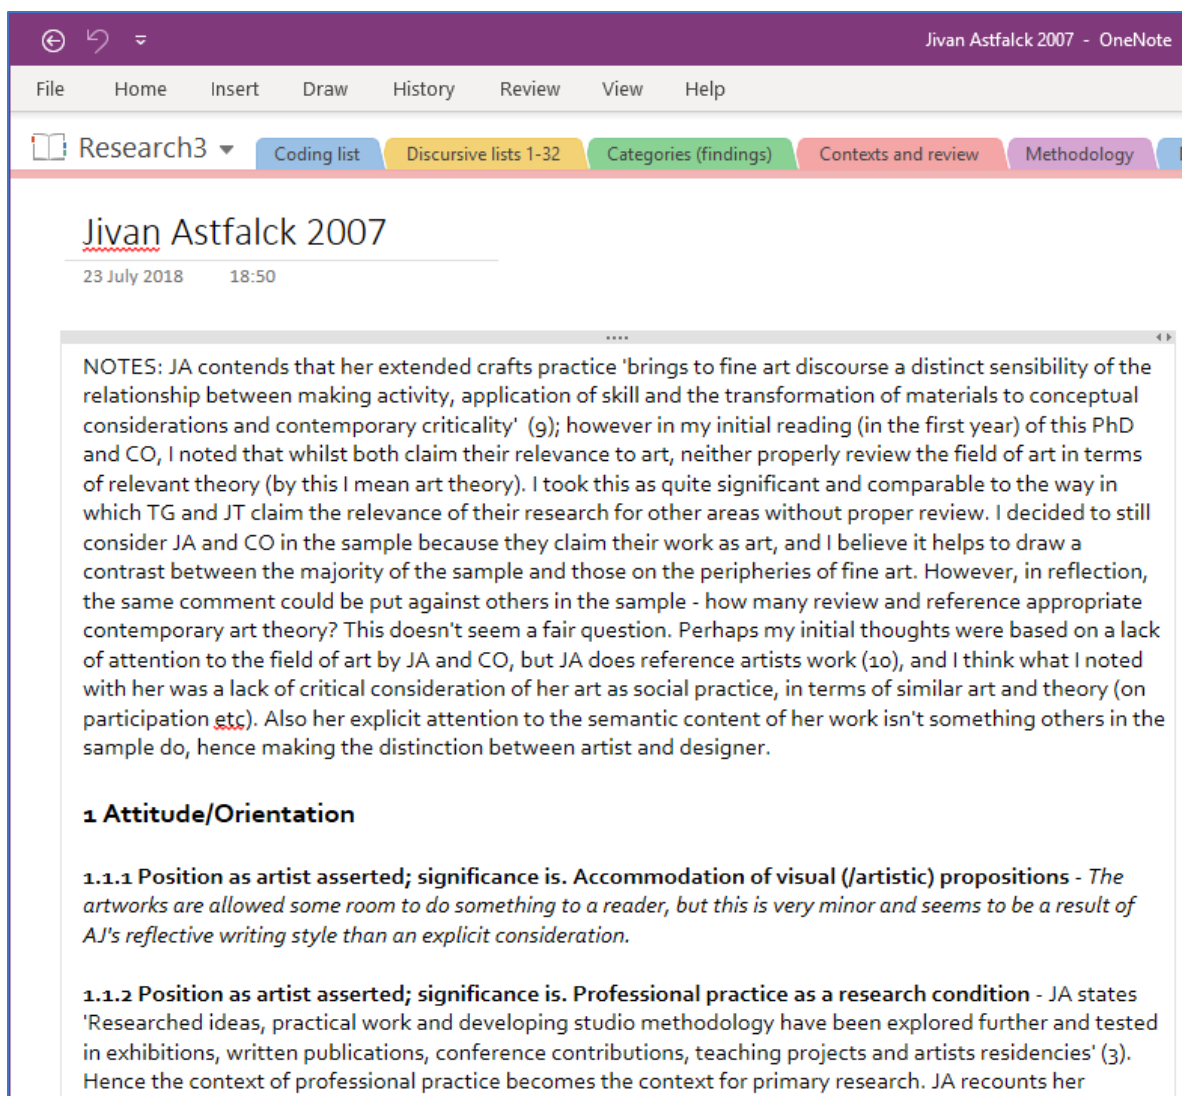 Jivan Astfalck 2007 - OneNote
File Home Insert Draw History Review View Help
Research3 Coding list Discursive lists 1-32 Categories (findings) Contexts and review Methodology
Jivan Astfalck 2007
23 July 2018 18:50
NOTES: JA contends that her extended crafts practice 'brings to fine art discourse a distinct sensibility of the
relationship between making activity, application of skill and the transformation of materials to conceptual
considerations and contemporary criticality' (9); however in my initial reading (in the first year) of this PhD
and CO, I noted that whilst both claim their relevance to art, neither properly review the field of art in terms
of relevant theory (by this I mean art theory). I took this as quite significant and comparable to the way in
which TG and JT claim the relevance of their research for other areas without proper review. I decided to still
consider JA and CO in the sample because they claim their work as art, and I believe it helps to draw a
contrast between the majority of the sample and those on the peripheries of fine art. However, in reflection,
the same comment could be put against others in the sample - how many review and reference appropriate
contemporary art theory? This doesn't seem a fair question. Perhaps my initial thoughts were based on a lack
of attention to the field of art by JA and CO, but JA does reference artists work (10), and I think what I noted
with her was a lack of critical consideration of her art as social practice, in terms of similar art and theory (on
participation etc). Also her explicit attention to the semantic content of her work isn't something others in the
sample do, hence making the distinction between artist and designer.
1 Attitude/Orientation
1.1.1 Position as artist asserted; significance is. Accommodation of visual (/artistic) propositions - The
artworks are allowed some room to do something to a reader, but this is very minor and seems to be a result of
AJ's reflective writing style than an explicit consideration.
1.1.2 Position as artist asserted; significance is. Professional practice as a research condition - JA states
'Researched ideas, practical work and developing studio methodology have been explored further and tested
in exhibitions, written publications, conference contributions, teaching projects and artists residencies' (3).
Hence the context of professional practice becomes the context for primary research. JA recounts her